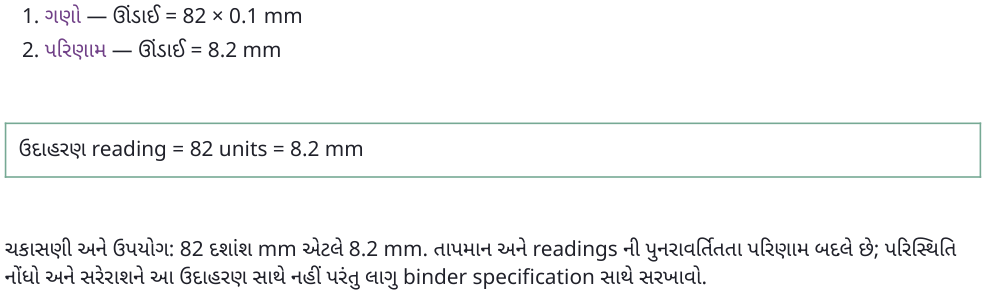 1. ગણો — ઊંડાઈ = 82 × 0.1 mm
2. પરિણામ — ઊંડાઈ = 8.2 mm
ઉદાહરણ reading = 82 units = 8.2 mm
ચકાસણી અને ઉપયોગ: 82 દશાંશ mm એટલે 8.2 mm. તાપમાન અને readings ની પુનરાવર્તિતતા પરિણામ બદલે છે; પરિસ્થિતિ
નોંધો અને સરેરાશને આ ઉદાહરણ સાથે નહીં પરંતુ લાગુ binder specification સાથે સરખાવો.